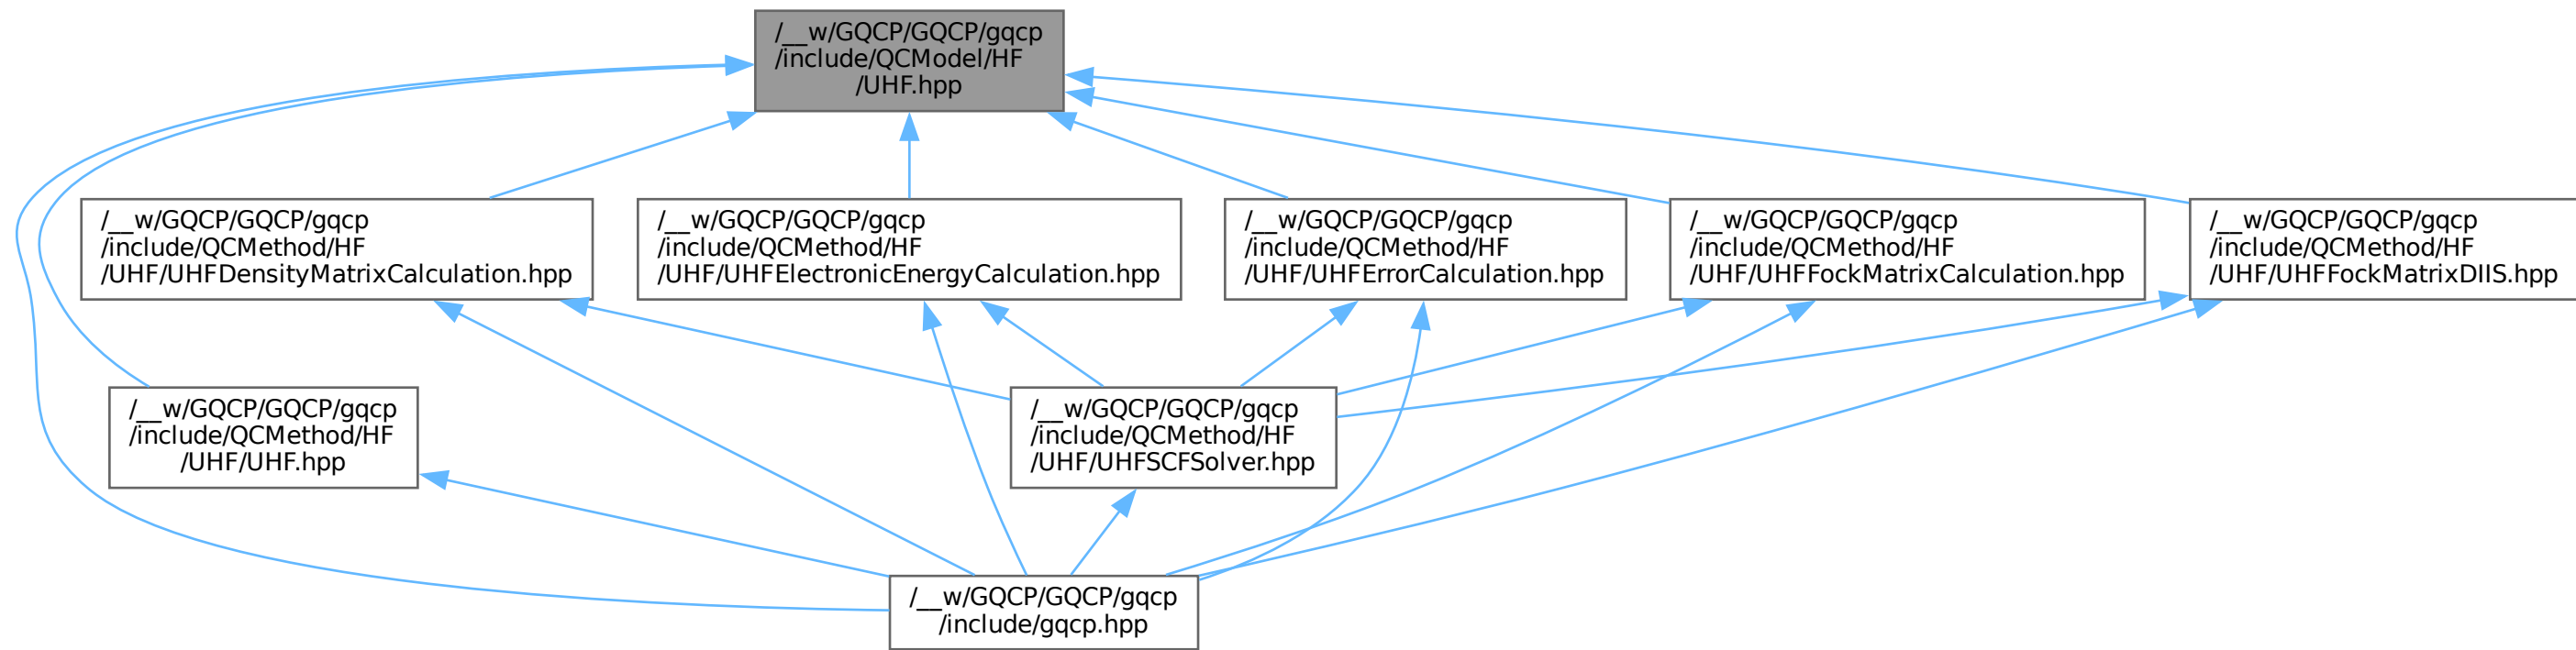 /__w/GQCP/GQCP/gqcp
/include/QCModel/HF
/UHF.hpp
/__w/GQCP/GQCP/gqcp
/include/QCMethod/HF
/UHF/UHFDensityMatrixCalculation.hpp
/__w/GQCP/GQCP/gqcp
/include/QCMethod/HF
/UHF/UHFElectronicEnergyCalculation.hpp
/__w/GQCP/GQCP/gqcp
/include/QCMethod/HF
/UHF/UHFErrorCalculation.hpp
/__w/GQCP/GQCP/gqcp
/include/QCMethod/HF
/UHF/UHFFockMatrixCalculation.hpp
/__w/GQCP/GQCP/gqcp
/include/QCMethod/HF
/UHF/UHFFockMatrixDIIS.hpp
/__w/GQCP/GQCP/gqcp
/include/QCMethod/HF
/UHF/UHF.hpp
/__w/GQCP/GQCP/gqcp
/include/QCMethod/HF
/UHF/UHFSCFSolver.hpp
/__w/GQCP/GQCP/gqcp
/include/gqcp.hpp